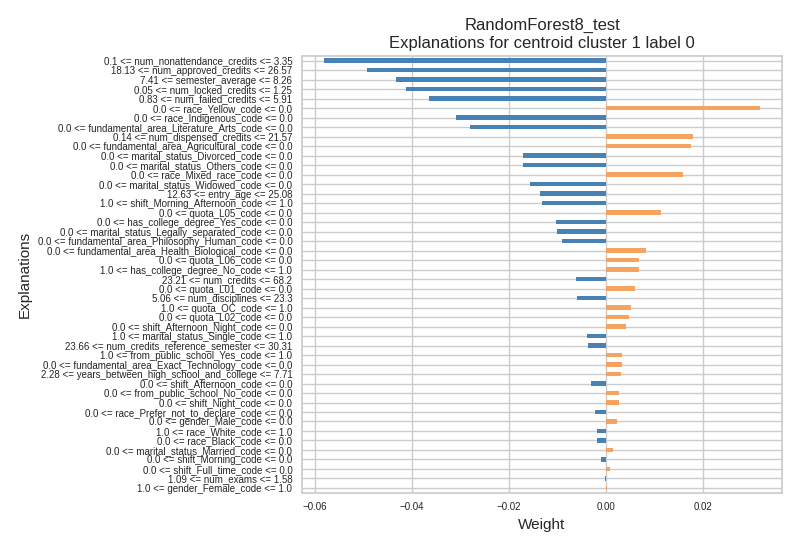 RandomForest8_test
Explanations for centroid cluster 1 label 0
0.1 <= num_nonattendance_credits <= 3.35
18.13 <= num_approved_credits <= 26.57
7.41 <= semester_average <= 8.26
0.05 <= num_locked_credits <= 1.25
0.83 <= num_failed_credits <= 5.91
0.0 <= race_Yellow_code <= 0.0
0.0 <= race_Indigenous_code <= 0.0
0.0 <= fundamental_area_Literature_Arts_code <= 0.0
0.14 <= num_dispensed_credits <= 21.57
0.0 <= fundamental_area_Agricultural_code <= 0.0
0.0 <= marital_status_Divorced_code <= 0.0
0.0 <= marital_status_Others_code <= 0.0
0.0 <= race_Mixed_race_code <= 0.0
0.0 <= marital_status_Widowed_code <= 0.0
12.63 <= entry_age <= 25.08
1.0 <= shift_Morning_Afternoon_code <= 1.0
0.0 <= quota_L05_code <= 0.0
0.0 <= has_college_degree_Yes_code <= 0.0
0.0 <= marital_status_Legally_separated_code <= 0.0
0.0 <= fundamental_area_Philosophy_Human_code <= 0.0
0.0 <= fundamental_area_Health_Biological_code <= 0.0
0.0 <= quota_L06_code <= 0.0
1.0 <= has_college_degree_No_code <= 1.0
23.21 <= num_credits <= 68.2
0.0 <= quota_L01_code <= 0.0
5.06 <= num_disciplines <= 23.3
1.0 <= quota_OC_code <= 1.0
0.0 <= quota_L02_code <= 0.0
0.0 <= shift_Afternoon_Night_code <= 0.0
1.0 <= marital_status_Single_code <= 1.0
23.66 <= num_credits_reference_semester <= 30.31
1.0 <= from_public_school_Yes_code <= 1.0
0.0 <= fundamental_area_Exact_Technology_code <= 0.0
2.28 <= years_between_high_school_and_college <= 7.71
0.0 <= shift_Afternoon_code <= 0.0
0.0 <= from_public_school_No_code <= 0.0
0.0 <= shift_Night_code <= 0.0
0.0 <= race_Prefer_not_to_declare_code <= 0.0
0.0 <= gender_Male_code <= 0.0
1.0 <= race_White_code <= 1.0
0.0 <= race_Black_code <= 0.0
0.0 <= marital_status_Married_code <= 0.0
0.0 <= shift_Morning_code <= 0.0
0.0 <= shift_Full_time_code <= 0.0
1.09 <= num_exams <= 1.58
1.0 <= gender_Female_code <= 1.0
Explanations
−0.06 −0.04 −0.02 0.00 0.02
Weight